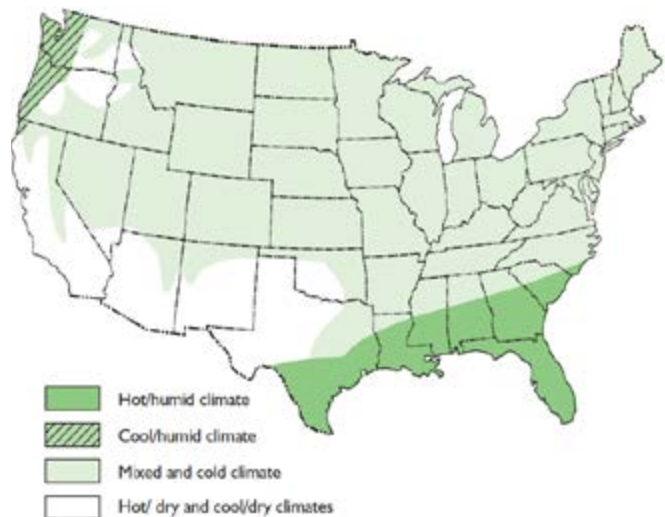 Hot/humid climate
Cool/humid climate
Mixed and cold climate
Hot/ dry and cool/dry climates